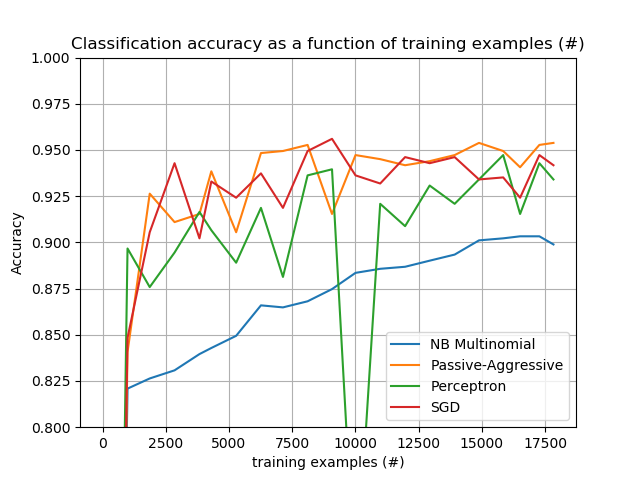 Classification accuracy as a function of training examples (#)
1.000
0.975
0.950
0.925
0.900
0.875
0.850
0.825
0.800
Accuracy
NB Multinomial
Passive-Aggressive
Perceptron
SGD
0 2500 5000 7500 10000 12500 15000 17500
training examples (#)